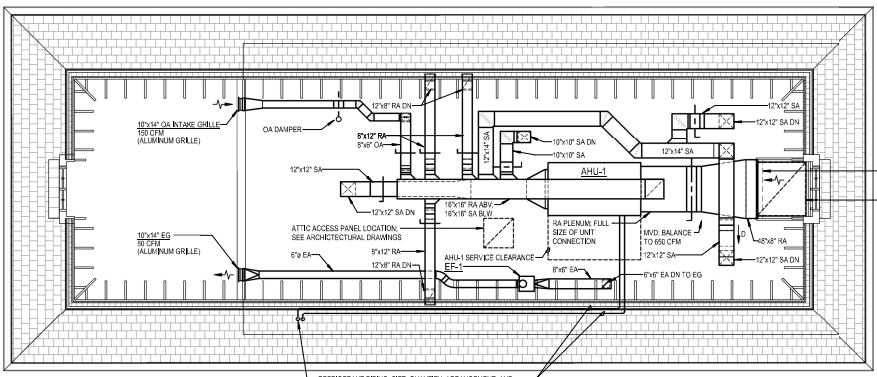 12"x8" RA DN
12"x12" SA
12"x12" SA DN
10"x14" OA INTAKE GRILLE
150 CFM
(ALUMINUM GRILLE)
OA DAMPER
8"x12" RA
8"x6" OA
12"x14" SA
10"x10" SA DN
10"x10" SA
12"x14" SA
12"x12" SA
AHU-1
12"x12" SA DN
16"x16" RA ABV;
16"x16" SA BLW
ATTIC ACCESS PANEL LOCATION;
SEE ARCHITECTURAL DRAWINGS
RA PLENUM; FULL
SIZE OF UNIT
CONNECTION
MVD; BALANCE
TO 650 CFM
D
48"x8" RA
10"x14" EG
50 CFM
(ALUMINUM GRILLE)
8"x12" RA
AHU-1 SERVICE CLEARANCE
12"x12" SA
12"x12" SA DN
6"ø EA
12"x8" RA DN
EF-1
8"x6" EA
6"x6" EA DN TO EG